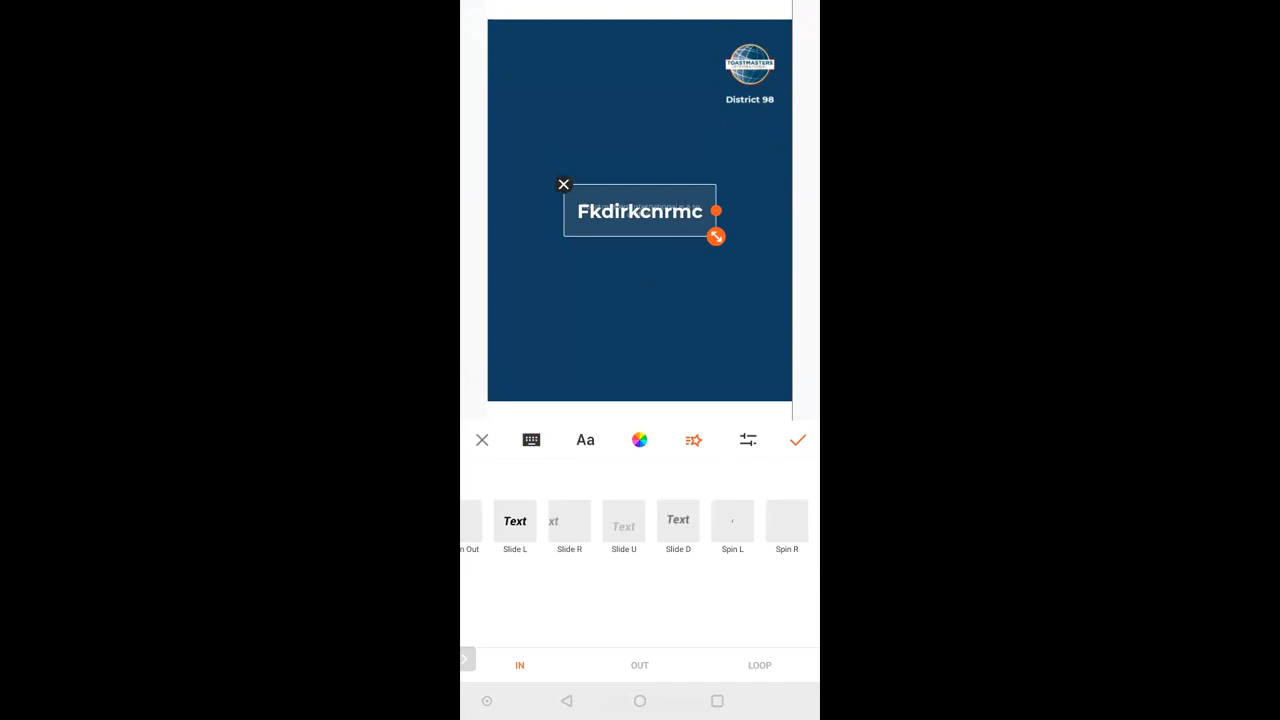 TOASTMASTERS
INTERNATIONAL
District 98
Fkdirkcnrmc
Aa
Text
xt
Text
Text
n Out
Slide L
Slide R
Slide U
Slide D
Spin L
Spin R
IN
OUT
LOOP